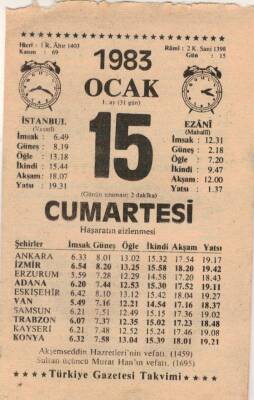 Hicrî : 1 R. Âhir 1403
Kasım : 69
1983
Rûmî : 2 K. Sani 1398
Gün : 15
OCAK
1. ay (31 gün)
İSTANBUL
(Vasatî)
İmsak : 6.49
Güneş : 8.19
Öğle : 13.18
İkindi : 15.44
Akşam : 18.07
Yatsı : 19.31
15
EZÂNÎ
(Mahallî)
İmsak : 12.31
Güneş : 2.18
Öğle : 7.20
İkindi : 9.47
Akşam : 12.00
Yatsı : 1.37
(Günün uzaması: 2 dakika)
CUMARTESİ
Haşaratın gizlenmesi
Şehirler İmsak Güneş Öğle İkindi Akşam Yatsı
ANKARA 6.33 8.01 13.02 15.32 17.54 19.17
İZMİR 6.54 8.20 13.25 15.58 18.20 19.42
ERZURUM 5.59 7.28 12.29 14.58 17.20 18.43
ADANA 6.20 7.44 12.53 15.30 17.52 19.11
ESKİŞEHİR 6.42 8.10 13.12 15.42 18.04 19.27
VAN 5.49 7.16 12.21 14.54 17.16 18.37
SAMSUN 6.21 7.51 12.49 15.15 17.36 19.02
TRABZON 6.07 7.37 12.35 15.02 17.23 18.48
KAYSERİ 6.21 7.48 12.52 15.24 17.46 19.08
KONYA 6.32 7.58 13.04 15.39 18.01 19.21
Akşemseddin Hazretleri'nin vefatı. (1459)
Sultan üçüncü Murat Han'ın vefatı. (1695)
Türkiye Gazetesi Takvimi